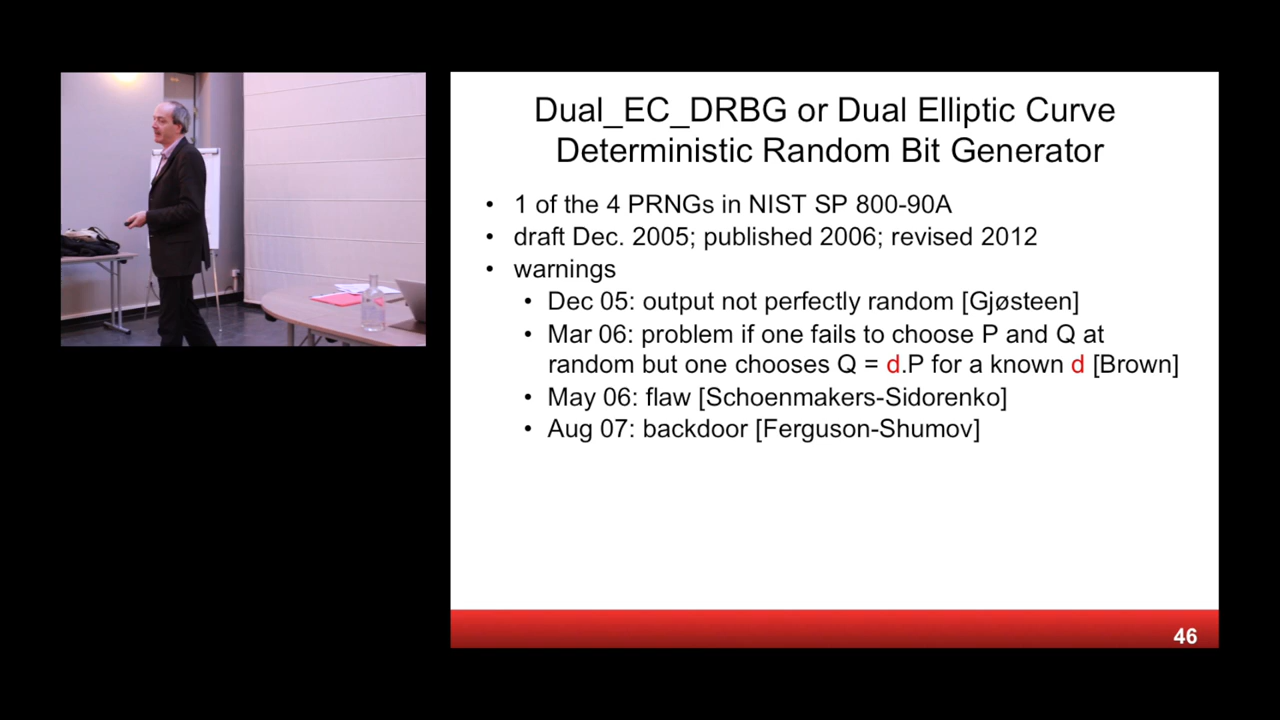 Dual_EC_DRBG or Dual Elliptic Curve
Deterministic Random Bit Generator
• 1 of the 4 PRNGs in NIST SP 800-90A
• draft Dec. 2005; published 2006; revised 2012
• warnings
• Dec 05: output not perfectly random [Gjøsteen]
• Mar 06: problem if one fails to choose P and Q at
random but one chooses Q = d.P for a known d [Brown]
• May 06: flaw [Schoenmakers-Sidorenko]
• Aug 07: backdoor [Ferguson-Shumov]
46